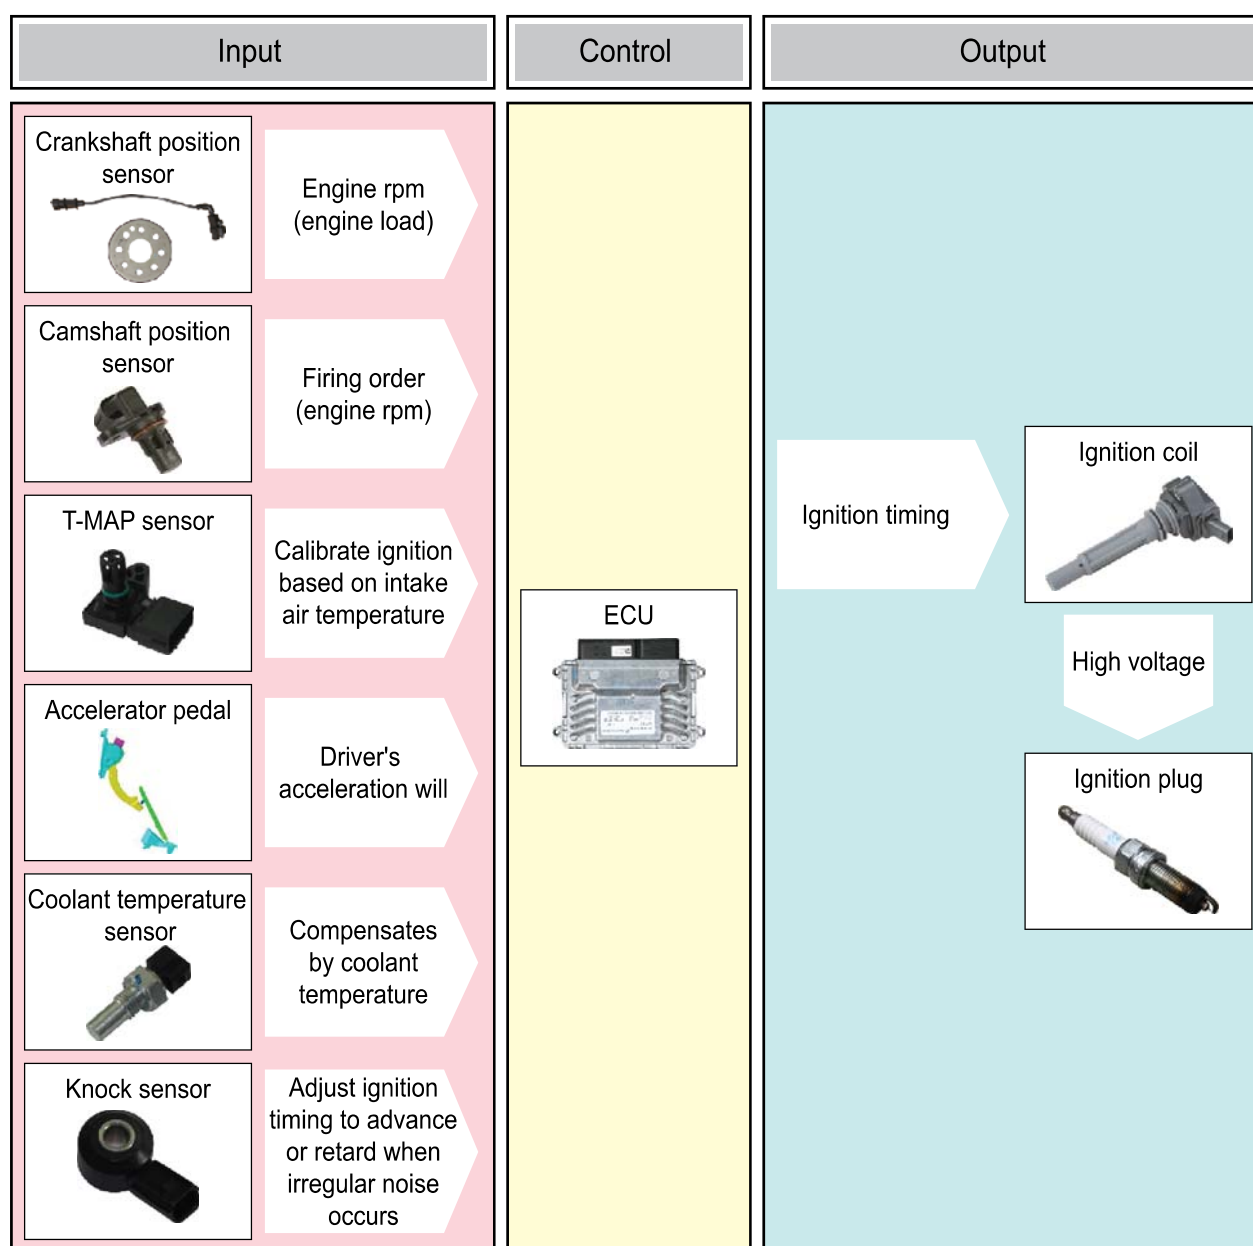 Input
Control
Output
Crankshaft position
sensor
Engine rpm
(engine load)
Camshaft position
sensor
Firing order
(engine rpm)
T-MAP sensor
Calibrate ignition
based on intake
air temperature
Accelerator pedal
Driver's
acceleration will
Coolant temperature
sensor
Compensates
by coolant
temperature
Knock sensor
Adjust ignition
timing to advance
or retard when
irregular noise
occurs
ECU
Ignition timing
Ignition coil
High voltage
Ignition plug